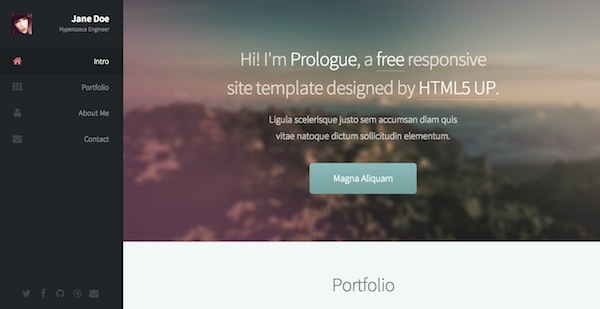 Jane Doe
Hyperspace Engineer
Intro
Portfolio
About Me
Contact
Hi! I'm Prologue, a free responsive
site template designed by HTML5 UP.
Ligula scelerisque justo sem accumsan diam quis
vitae natoque dictum sollicitudin elementum.
Magna Aliquam
Portfolio